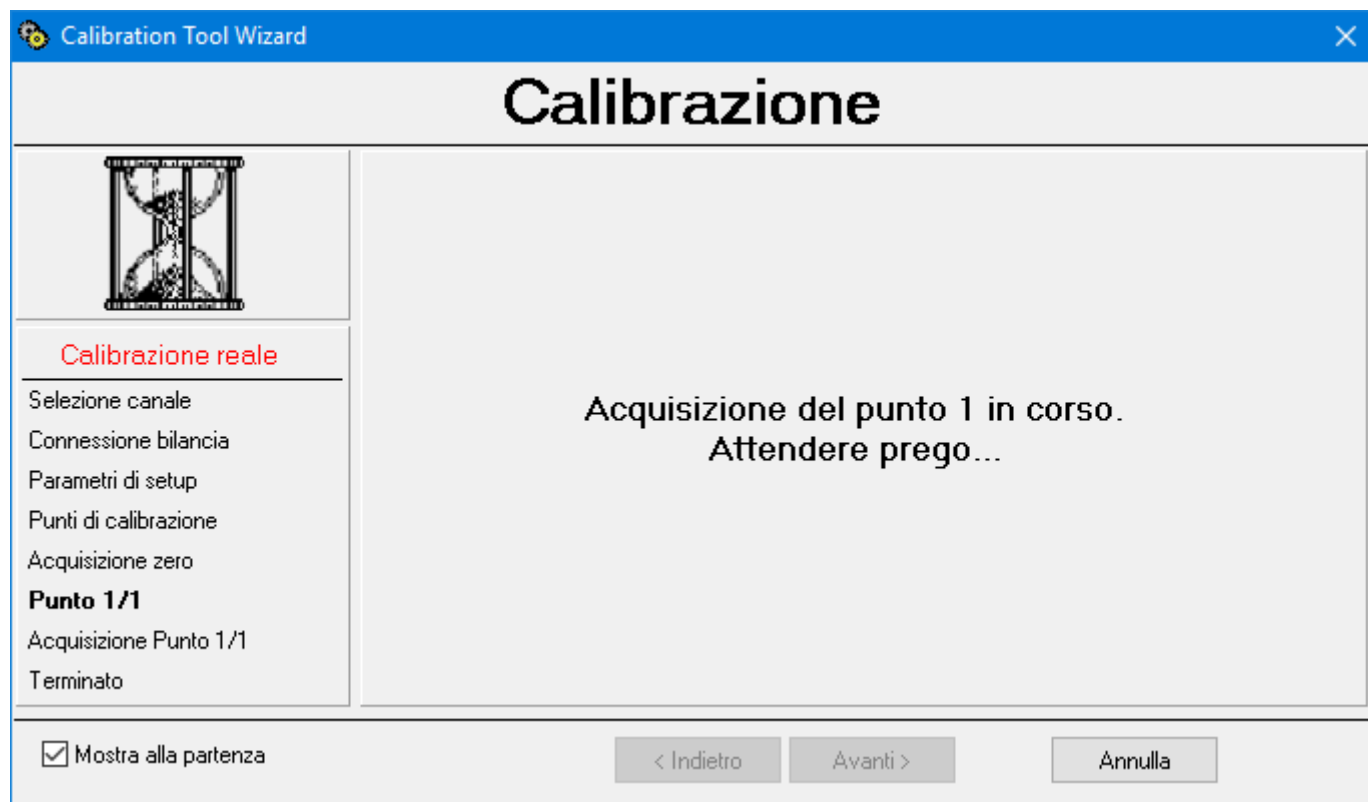 Calibration Tool Wizard
Calibrazione
Calibrazione reale
Selezione canale
Connessione bilancia
Parametri di setup
Punti di calibrazione
Acquisizione zero
Punto 1/1
Acquisizione Punto 1/1
Terminato
Acquisizione del punto 1 in corso.
Attendere prego...
Mostra alla partenza
< Indietro
Avanti >
Annulla